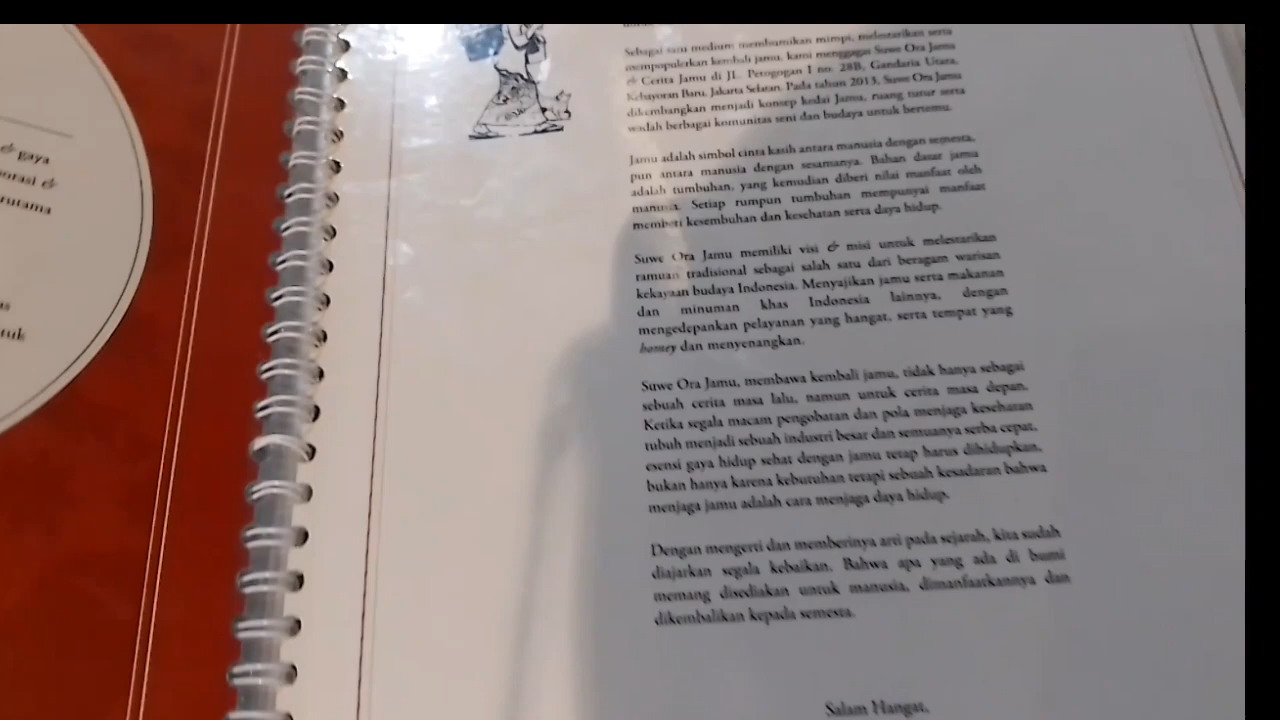 & gaya
orasi &
rutama
as
tuk
Sebagai satu medium membumikan mimpi, melestarikan serta
mempopulerkan kembali jamu, kami menggagas Suwe Ora Jamu
& Cerita Jamu di JL. Petogogan I no. 28B, Gandaria Utara,
Kebayoran Baru, Jakarta Selatan. Pada tahun 2013, Suwe Ora Jamu
dikembangkan menjadi konsep kedai Jamu, ruang tutur serta
wadah berbagai komunitas seni dan budaya untuk bertemu.
Jamu adalah simbol cinta kasih antara manusia dengan semesta,
pun antara manusia dengan sesamanya. Bahan dasar jamu
adalah tumbuhan, yang kemudian diberi nilai manfaat oleh
manusia. Setiap rumpun tumbuhan mempunyai manfaat
memberi kesembuhan dan kesehatan serta daya hidup.
Suwe Ora Jamu memiliki visi & misi untuk melestarikan
ramuan tradisional sebagai salah satu dari beragam warisan
kekayaan budaya Indonesia. Menyajikan jamu serta makanan
dan minuman khas Indonesia lainnya, dengan
mengedepankan pelayanan yang hangat, serta tempat yang
homey dan menyenangkan.
Suwe Ora Jamu, membawa kembali jamu, tidak hanya sebagai
sebuah cerita masa lalu, namun untuk cerita masa depan.
Ketika segala macam pengobatan dan pola menjaga kesehatan
tubuh menjadi sebuah industri besar dan semuanya serba cepat,
esensi gaya hidup sehat dengan jamu tetap harus dihidupkan,
bukan hanya karena kebutuhan tetapi sebuah kesadaran bahwa
menjaga jamu adalah cara menjaga daya hidup.
Dengan mengerti dan memberinya arti pada sejarah, kita sudah
diajarkan segala kebaikan. Bahwa apa yang ada di bumi
memang disediakan untuk manusia, dimanfaatkannya dan
dikembalikan kepada semesta.
Salam Hangat,